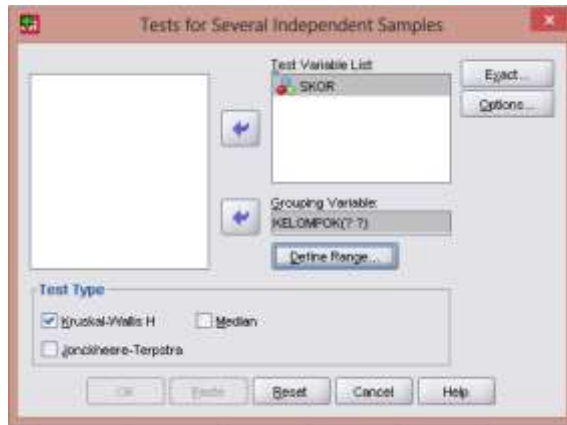 Tests for Several Independent Samples
Test Variable List:
SKOR
Exact...
Options...
Grouping Variable:
KELOMPOK(? ?)
Define Range...
Test Type
Kruskal-Wallis H
Median
Jonckheere-Terpstra
OK
Paste
Reset
Cancel
Help